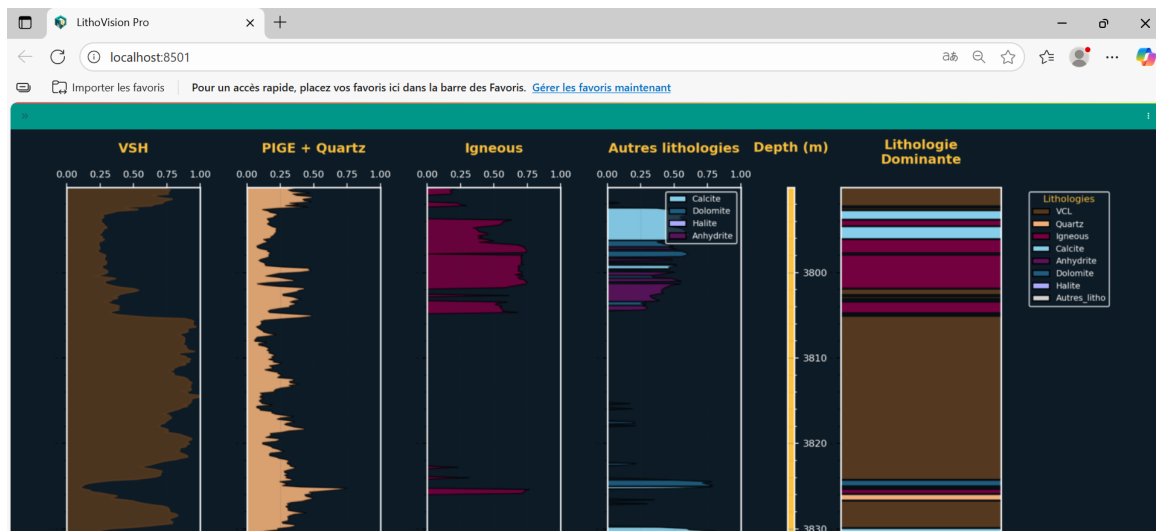 LithoVision Pro
localhost:8501
Importer les favoris
Pour un accès rapide, placez vos favoris ici dans la barre des Favoris. Gérer les favoris maintenant
VSH
PIGE + Quartz
Igneous
Autres lithologies
Depth (m)
Lithologie
Dominante
0.00 0.25 0.50 0.75 1.00
0.00 0.25 0.50 0.75 1.00
0.00 0.25 0.50 0.75 1.00
0.00 0.25 0.50 0.75 1.00
Calcite
Dolomite
Halite
Anhydrite
3800
3810
3820
3830
Lithologies
VCL
Quartz
Igneous
Calcite
Anhydrite
Dolomite
Halite
Autres_litho